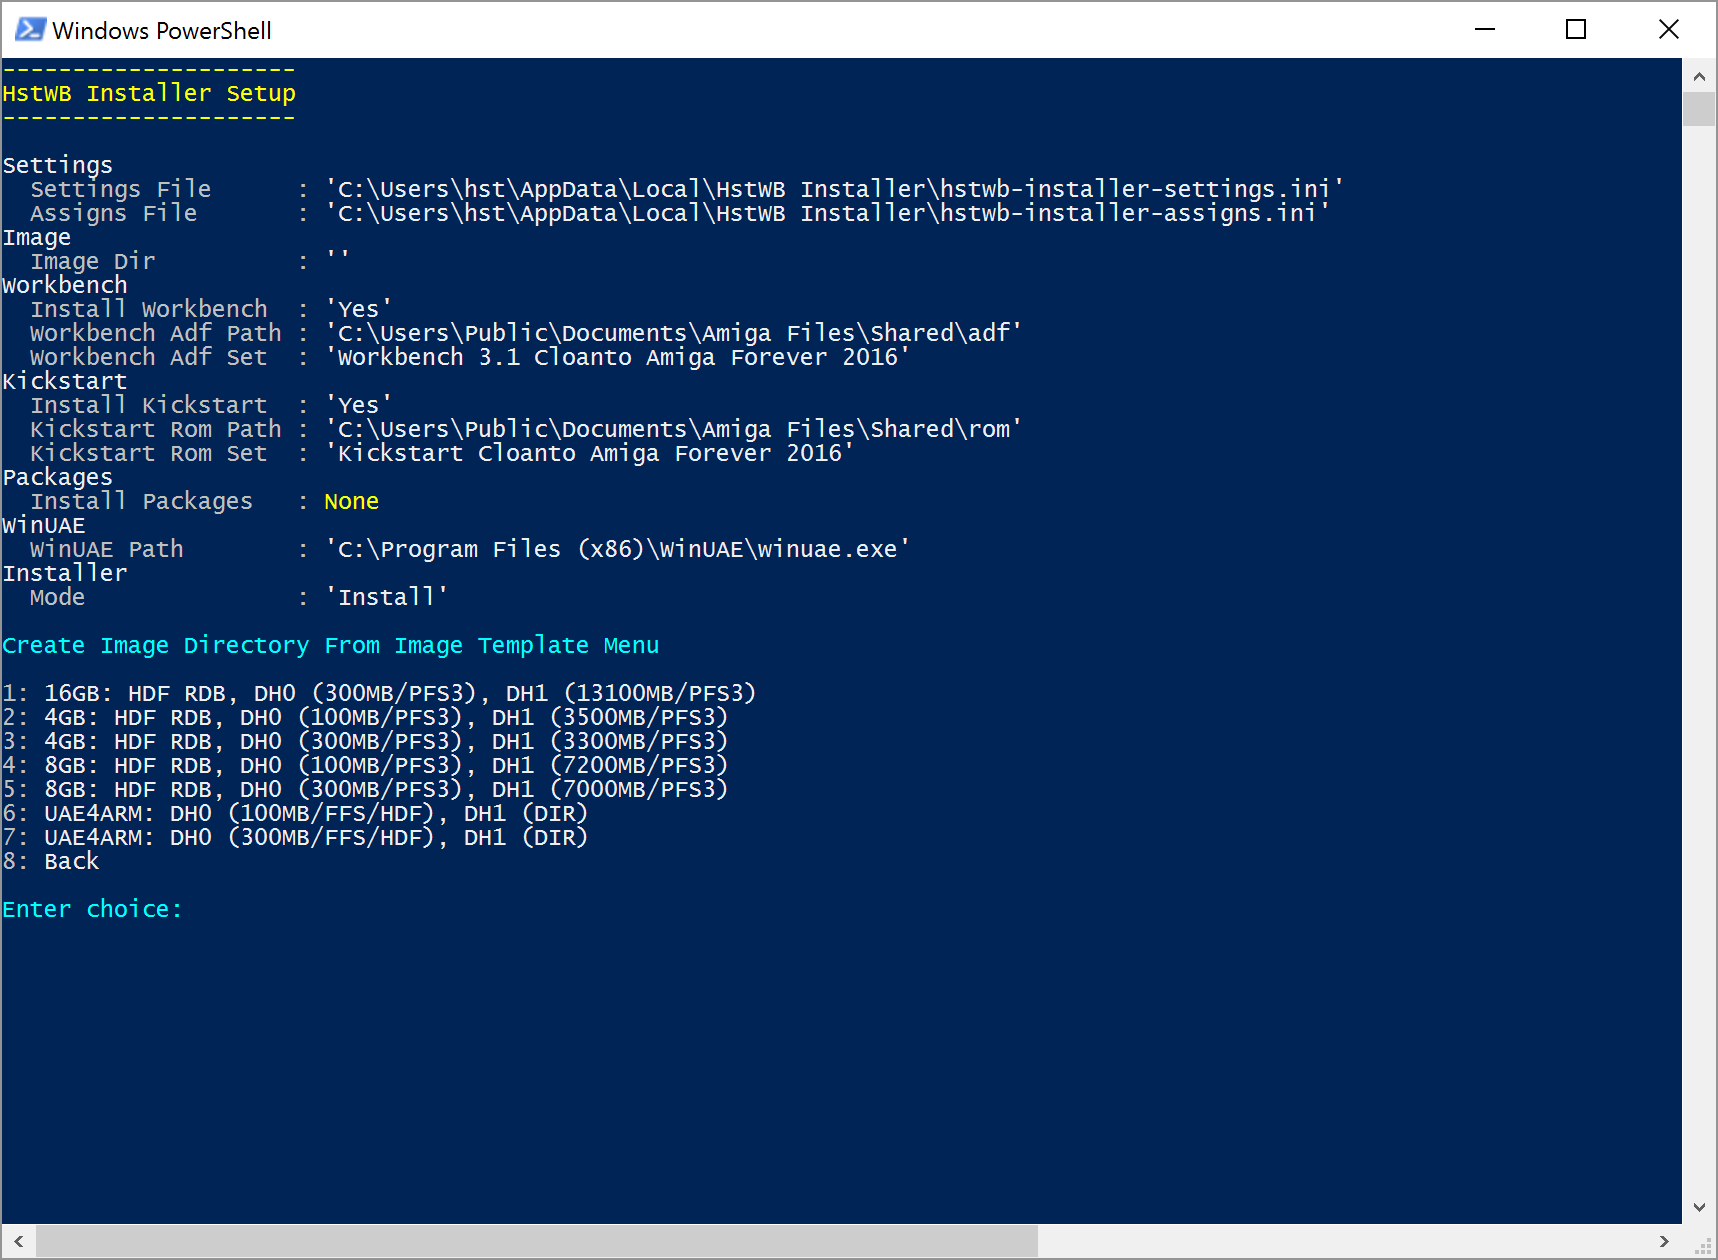 Windows PowerShell
---------------------
HstWB Installer Setup
---------------------
Settings
  Settings File      : 'C:\Users\hst\AppData\Local\HstWB Installer\hstwb-installer-settings.ini'
  Assigns File       : 'C:\Users\hst\AppData\Local\HstWB Installer\hstwb-installer-assigns.ini'
Image
  Image Dir          : ''
Workbench
  Install Workbench  : 'Yes'
  Workbench Adf Path : 'C:\Users\Public\Documents\Amiga Files\Shared\adf'
  Workbench Adf Set  : 'Workbench 3.1 Cloanto Amiga Forever 2016'
Kickstart
  Install Kickstart  : 'Yes'
  Kickstart Rom Path : 'C:\Users\Public\Documents\Amiga Files\Shared\rom'
  Kickstart Rom Set  : 'Kickstart Cloanto Amiga Forever 2016'
Packages
  Install Packages   : None
WinUAE
  WinUAE Path        : 'C:\Program Files (x86)\WinUAE\winuae.exe'
Installer
  Mode               : 'Install'
Create Image Directory From Image Template Menu
1: 16GB: HDF RDB, DH0 (300MB/PFS3), DH1 (13100MB/PFS3)
2: 4GB: HDF RDB, DH0 (100MB/PFS3), DH1 (3500MB/PFS3)
3: 4GB: HDF RDB, DH0 (300MB/PFS3), DH1 (3300MB/PFS3)
4: 8GB: HDF RDB, DH0 (100MB/PFS3), DH1 (7200MB/PFS3)
5: 8GB: HDF RDB, DH0 (300MB/PFS3), DH1 (7000MB/PFS3)
6: UAE4ARM: DH0 (100MB/FFS/HDF), DH1 (DIR)
7: UAE4ARM: DH0 (300MB/FFS/HDF), DH1 (DIR)
8: Back
Enter choice: